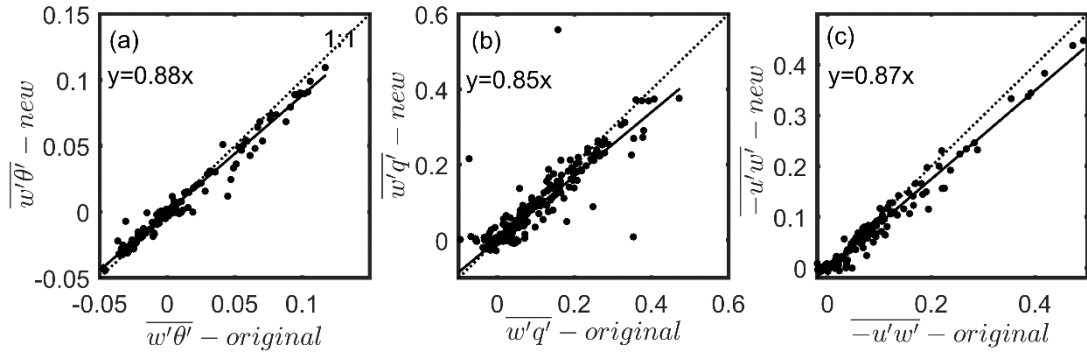 (a)
1:1
y=0.88x
0.15
0.1
0.05
0
-0.05
-0.05 0 0.05 0.1
w'θ' − new
w'θ' − original
(b)
y=0.85x
0.6
0.4
0.2
0
0 0.2 0.4 0.6
w'q' − new
w'q' − original
(c)
y=0.87x
0.4
0.3
0.2
0.1
0
0 0.2 0.4
−u'w' − new
−u'w' − original